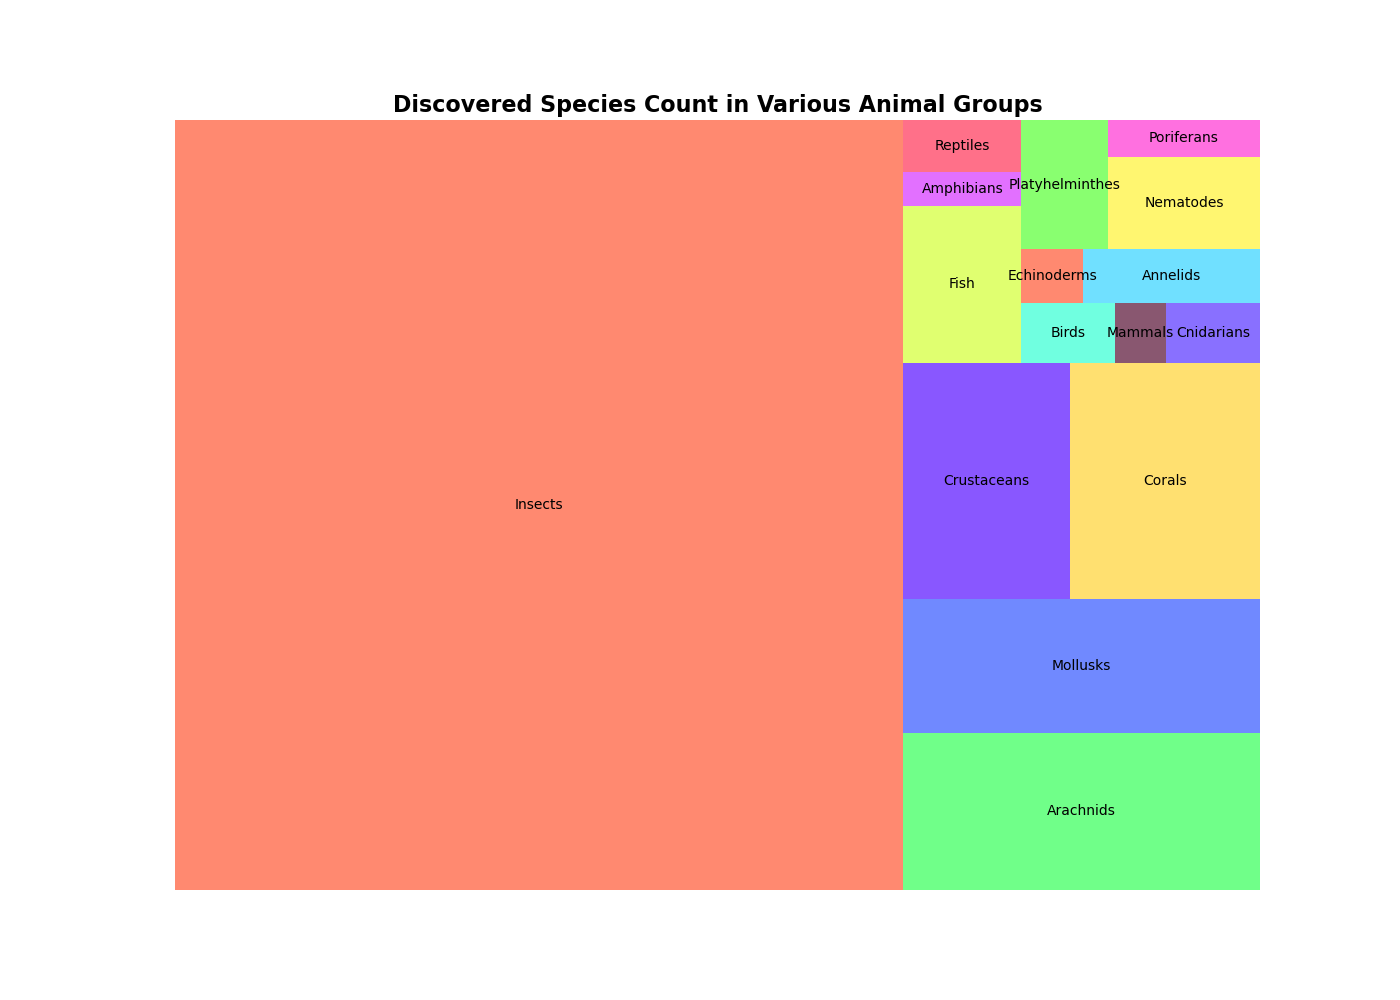 Discovered Species Count in Various Animal Groups
Reptiles
Platyhelminthes
Poriferans
Amphibians
Nematodes
Fish
Echinoderms
Annelids
Birds
Mammals
Cnidarians
Insects
Crustaceans
Corals
Mollusks
Arachnids